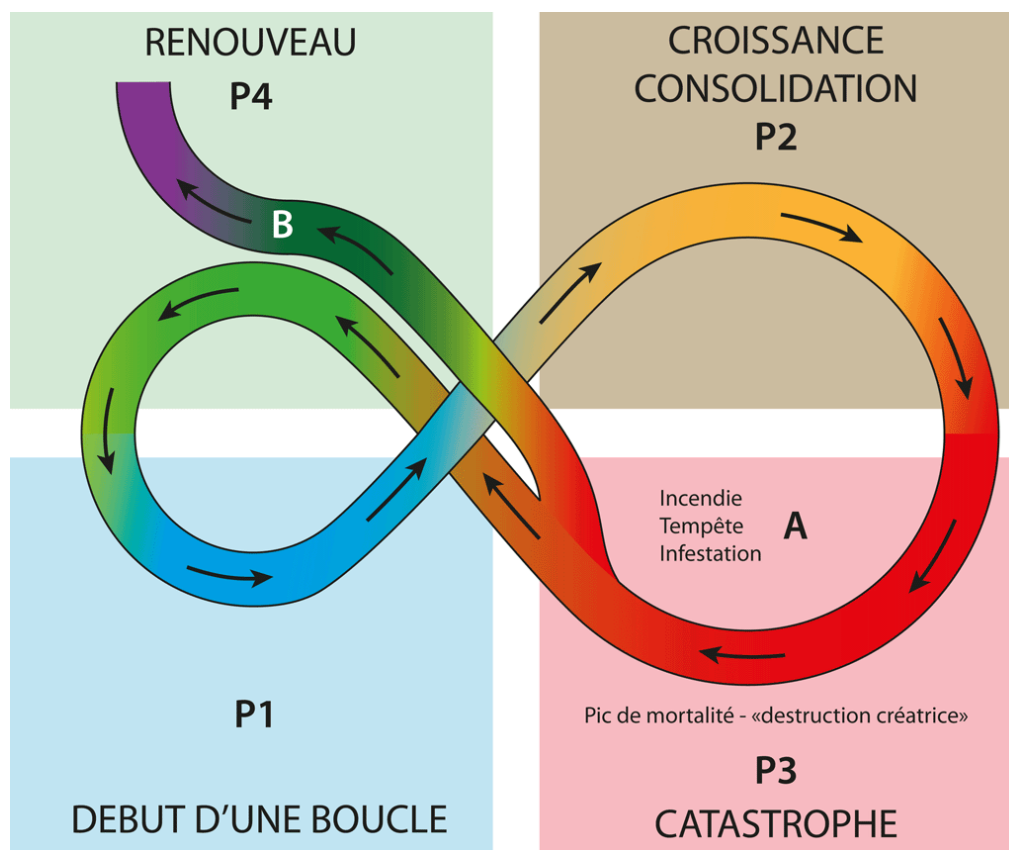 RENOUVEAU
P4
B
CROISSANCE
CONSOLIDATION
P2
Incendie
Tempête
Infestation
A
P1
DEBUT D’UNE BOUCLE
Pic de mortalité - «destruction créatrice»
P3
CATASTROPHE